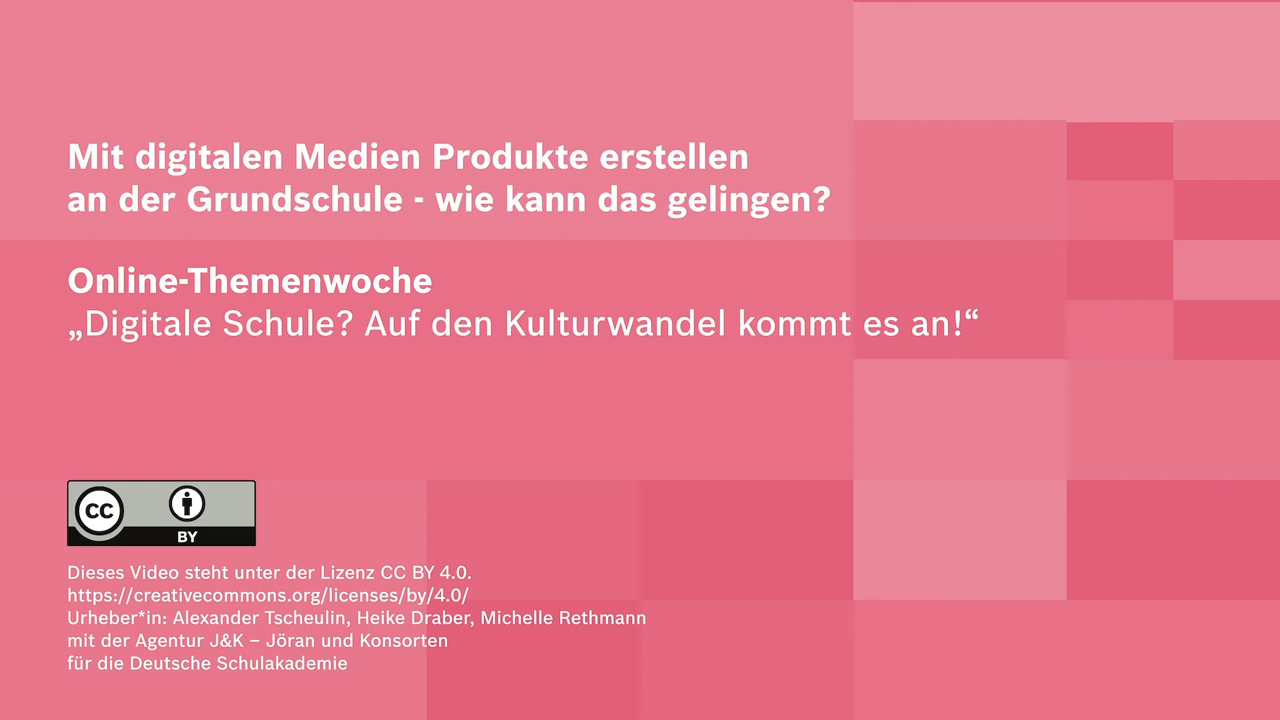 Mit digitalen Medien Produkte erstellen
an der Grundschule - wie kann das gelingen?
Online-Themenwoche
„Digitale Schule? Auf den Kulturwandel kommt es an!“
CC
BY
Dieses Video steht unter der Lizenz CC BY 4.0.
https://creativecommons.org/licenses/by/4.0/
Urheber*in: Alexander Tscheulin, Heike Draber, Michelle Rethmann
mit der Agentur J&K – Jöran und Konsorten
für die Deutsche Schulakademie